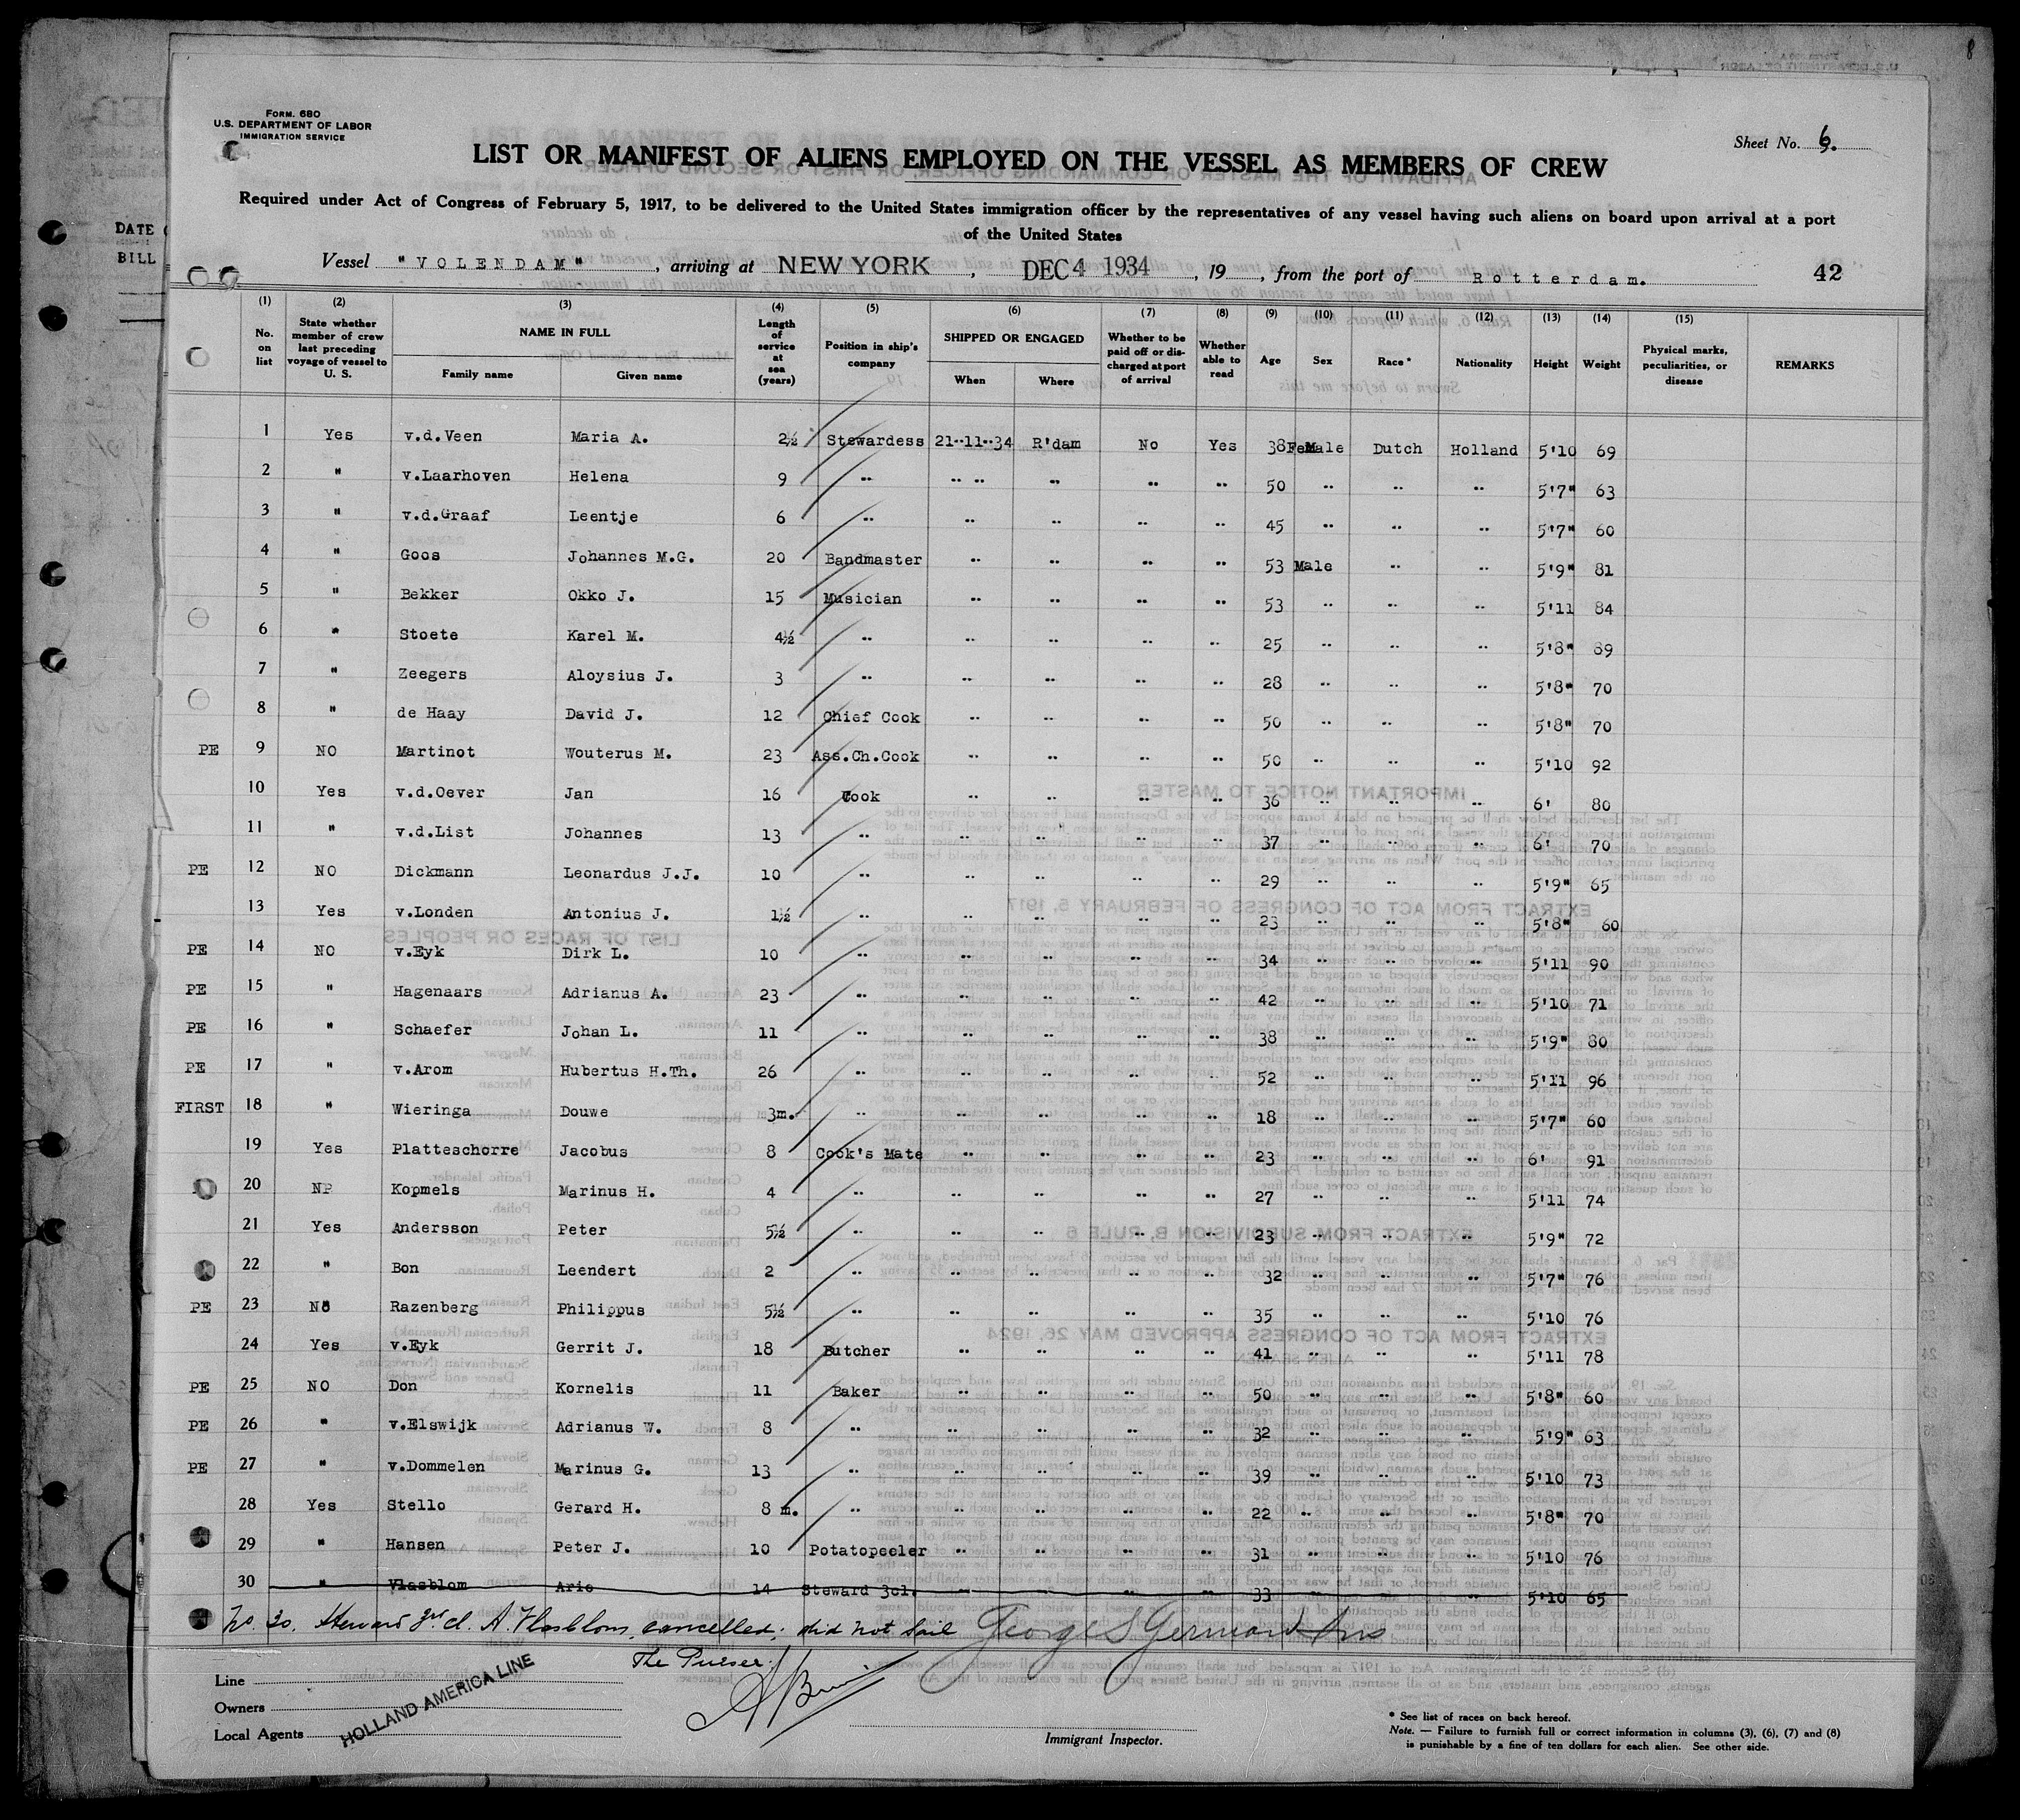 8
FORM. 680
U.S. DEPARTMENT OF LABOR
IMMIGRATION SERVICE
Sheet No. 6.
LIST OR MANIFEST OF ALIENS EMPLOYED ON THE VESSEL AS MEMBERS OF CREW
Required under Act of Congress of February 5, 1917, to be delivered to the United States immigration officer by the representatives of any vessel having such aliens on board upon arrival at a port
of the United States
DATE
BILL
Vessel "VOLENDAM", arriving at NEW YORK, DEC 4 1934, 19, from the port of Rotterdam. 42
(1) (2) (3) (4) (5) (6) (7) (8) (9) (10) (11) (12) (13) (14) (15)
No. on list State whether member of crew last preceding voyage of vessel to U. S. NAME IN FULL Family name Given name Length of service at sea (years) Position in ship's company SHIPPED OR ENGAGED When Where Whether to be paid off or discharged at port of arrival Whether able to read Age Sex Race* Nationality Height Weight Physical marks, peculiarities, or disease REMARKS
1 Yes v.d.Veen Maria A. 2½ Stewardess 21-11-34 R'dam No Yes 38 FeMale Dutch Holland 5'10 69
2 " v.Laarhoven Helena 9 " " " " " " 50 " " " 5'7" 63
3 " v.d.Graaf Leentje 6 " " " " " 45 " " " 5'7" 60
4 " Goos Johannes M.G. 20 Bandmaster " " " " 53 Male " " 5'9" 81
5 " Bekker Okko J. 15 Musician " " " " 53 " " " 5'11 84
6 " Stoete Karel M. 4½ " " " " " 25 " " " 5'8" 89
7 " Zeegers Aloysius J. 3 " " " " " 28 " " " 5'8" 70
8 " de Haay David J. 12 Chief Cook " " " " 50 " " " 5'8" 70
PE 9 NO Martinot Wouterus M. 23 Ass.Ch.Cook " " " " 50 " " " 5'10 92
10 Yes v.d.Oever Jan 16 Cook " " " " 36 " " " 6' 80
11 " v.d.List Johannes 13 " " " " " 37 " " " 6' 70
PE 12 NO Dickmann Leonardus J.J. 10 " " " " " 29 " " " 5'9" 65
13 Yes v.Londen Antonius J. 1½ " " " " " 23 " " " 5'8" 60
PE 14 NO v.Eyk Dirk L. 10 " " " " " 34 " " " 5'11 90
PE 15 " Hagenaars Adrianus A. 23 " " " " " 42 " " " 5'10 71
PE 16 " Schaefer Johan L. 11 " " " " " 38 " " " 5'9" 80
PE 17 " v.Arom Hubertus H.Th. 26 " " " " " 52 " " " 5'11 96
FIRST 18 " Wieringa Douwe 3m. " " " " " 18 " " " 5'7" 60
19 Yes Platteschorre Jacobus 8 Cook's Mate " " " " 23 " " " 6' 91
20 Kopmels Marinus H. 4 " " " " " 27 " " " 5'11 74
21 Yes Andersson Peter 5½ " " " " " 23 " " " 5'9" 72
22 " Bon Leendert 2 " " " " " 32 " " " 5'7" 76
PE 23 NO Razenberg Philippus 5½ " " " " " 35 " " " 5'10 76
24 Yes v.Eyk Gerrit J. 18 Butcher " " " " 41 " " " 5'11 78
PE 25 NO Don Kornelis 11 Baker " " " " 50 " " " 5'8" 60
PE 26 " v.Elswijk Adrianus W. 8 " " " " " 32 " " " 5'9" 63
PE 27 " v.Dommelen Marinus G. 13 " " " " " 39 " " " 5'10 73
28 Yes Stello Gerard H. 8 m. " " " " " 22 " " " 5'8" 70
29 " Hansen Peter J. 10 Potatopeeler " " " " 31 " " " 5'10 76
30 " Vlasblom Arie 14 Steward 3cl. " " " " 33 " " " 5'10 65
No. 30. Steward 3rd cl. A. Vlasblom, cancelled; did not sail
The Purser:
Line
Owners
Local Agents
HOLLAND AMERICA LINE
Immigrant Inspector.
* See list of races on back hereof.
Note. — Failure to furnish full or correct information in columns (3), (6), (7) and (8)
is punishable by a fine of ten dollars for each alien. See other side.